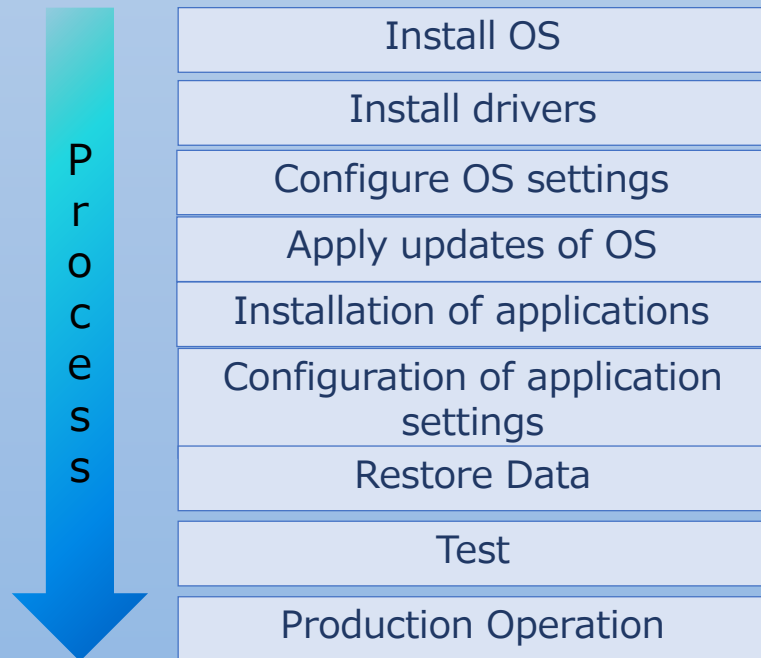 Process
Install OS
Install drivers
Configure OS settings
Apply updates of OS
Installation of applications
Configuration of application
settings
Restore Data
Test
Production Operation